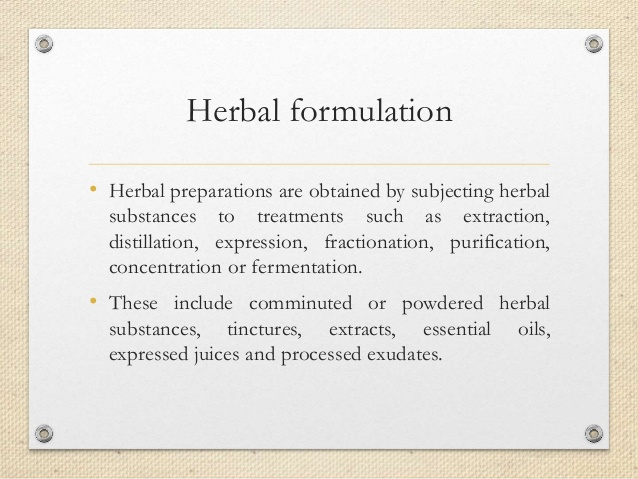 Herbal formulation
• Herbal preparations are obtained by subjecting herbal
substances to treatments such as extraction,
distillation, expression, fractionation, purification,
concentration or fermentation.
• These include comminuted or powdered herbal
substances, tinctures, extracts, essential oils,
expressed juices and processed exudates.